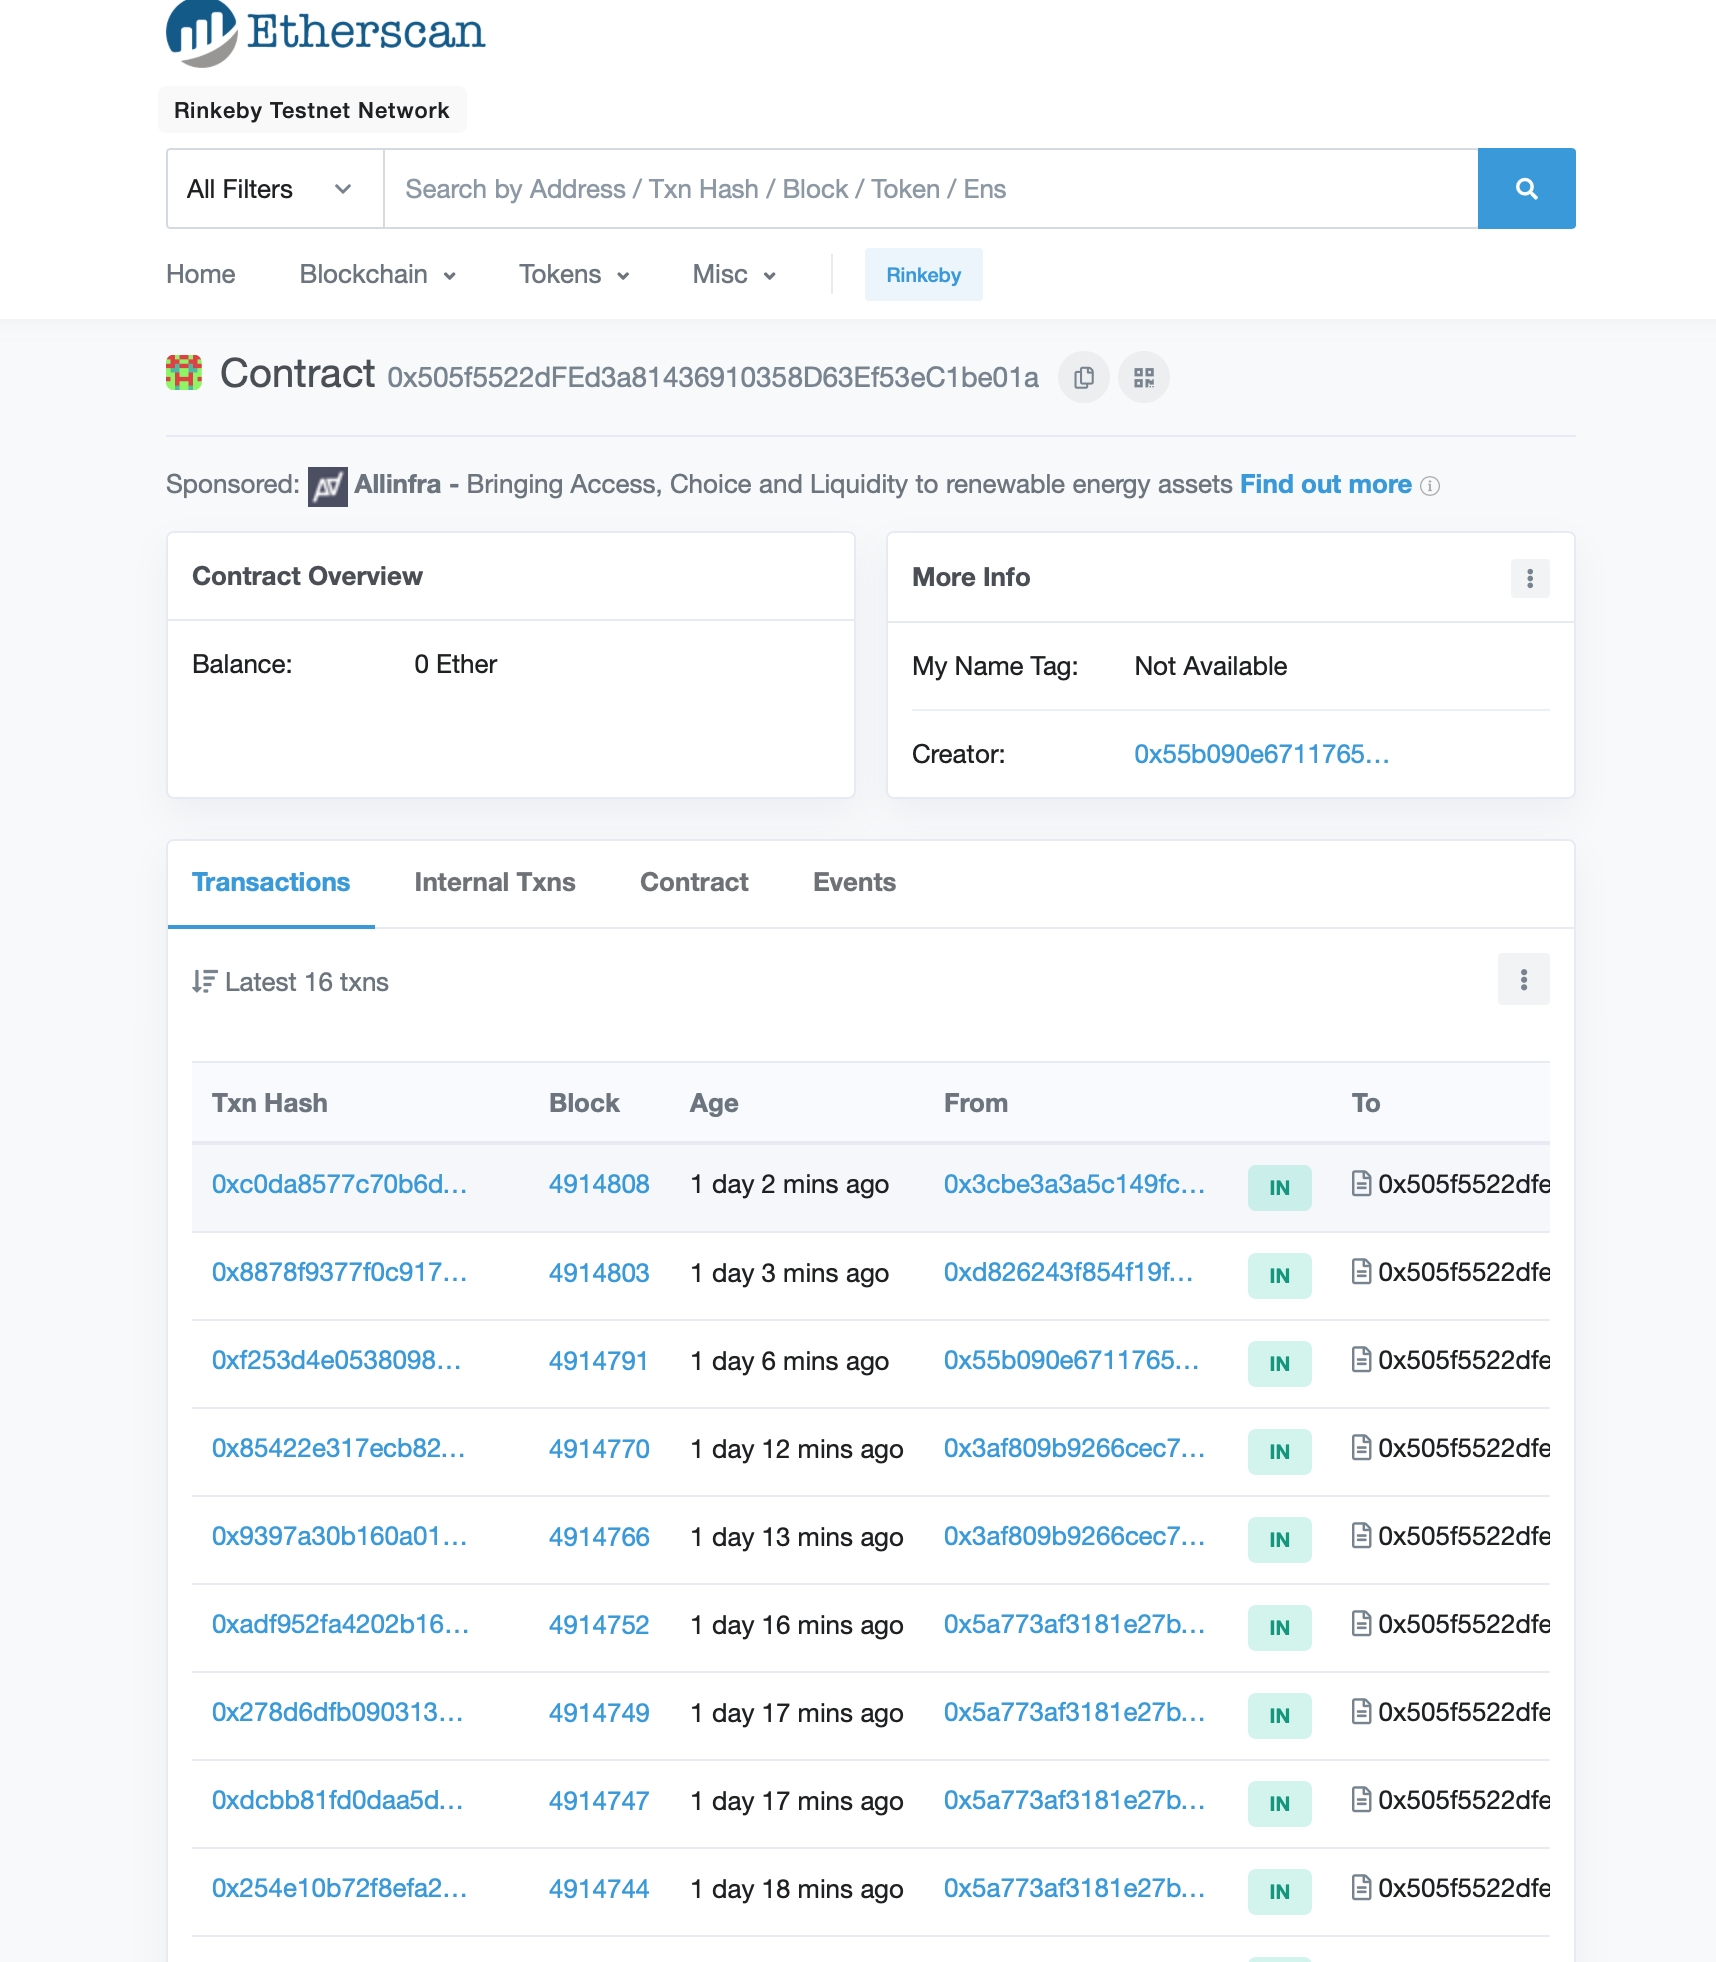 Etherscan
Rinkeby Testnet Network
All Filters Search by Address / Txn Hash / Block / Token / Ens
Home Blockchain Tokens Misc Rinkeby
Contract 0x505f5522dFEd3a81436910358D63Ef53eC1be01a
Sponsored: Allinfra - Bringing Access, Choice and Liquidity to renewable energy assets Find out more
Contract Overview
Balance: 0 Ether
More Info
My Name Tag: Not Available
Creator: 0x55b090e6711765...
Transactions Internal Txns Contract Events
Latest 16 txns
Txn Hash Block Age From To
0xc0da8577c70b6d... 4914808 1 day 2 mins ago 0x3cbe3a3a5c149fc... IN 0x505f5522dfe
0x8878f9377f0c917... 4914803 1 day 3 mins ago 0xd826243f854f19f... IN 0x505f5522dfe
0xf253d4e0538098... 4914791 1 day 6 mins ago 0x55b090e6711765... IN 0x505f5522dfe
0x85422e317ecb82... 4914770 1 day 12 mins ago 0x3af809b9266cec7... IN 0x505f5522dfe
0x9397a30b160a01... 4914766 1 day 13 mins ago 0x3af809b9266cec7... IN 0x505f5522dfe
0xadf952fa4202b16... 4914752 1 day 16 mins ago 0x5a773af3181e27b... IN 0x505f5522dfe
0x278d6dfb090313... 4914749 1 day 17 mins ago 0x5a773af3181e27b... IN 0x505f5522dfe
0xdcbb81fd0daa5d... 4914747 1 day 17 mins ago 0x5a773af3181e27b... IN 0x505f5522dfe
0x254e10b72f8efa2... 4914744 1 day 18 mins ago 0x5a773af3181e27b... IN 0x505f5522dfe